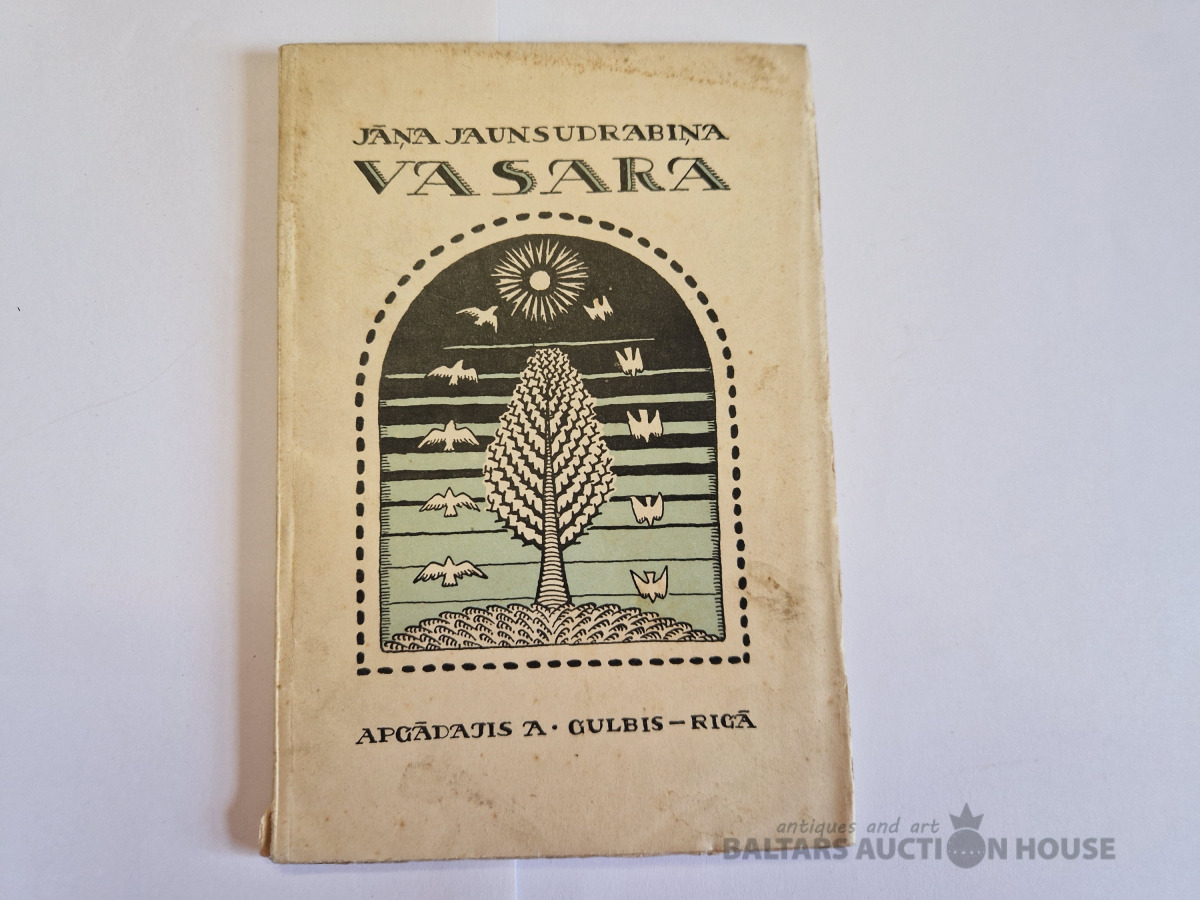 JĀŅA JAUNSUDRABIŅA
VASARA
APGĀDAJIS A. GULBIS – RIGĀ
antiques and art
BALTARS AUCTION HOUSE